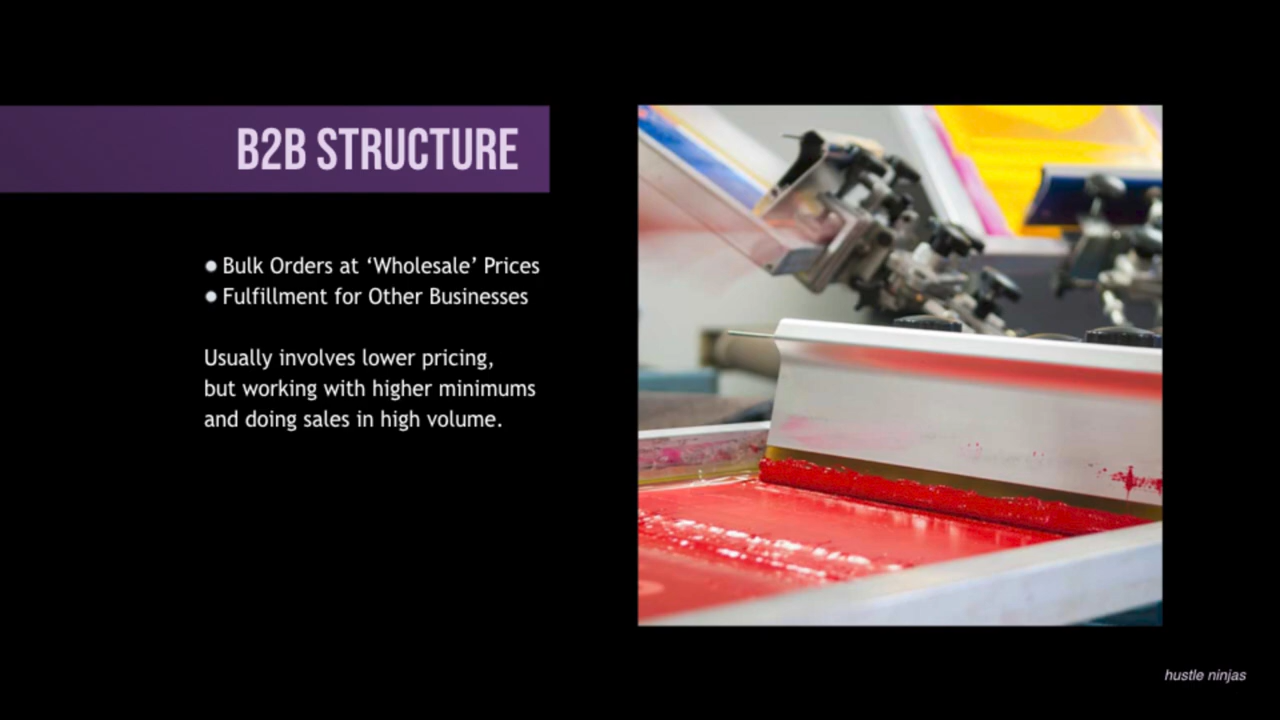 B2B STRUCTURE
● Bulk Orders at ‘Wholesale’ Prices
● Fulfillment for Other Businesses
Usually involves lower pricing,
but working with higher minimums
and doing sales in high volume.
hustle ninjas